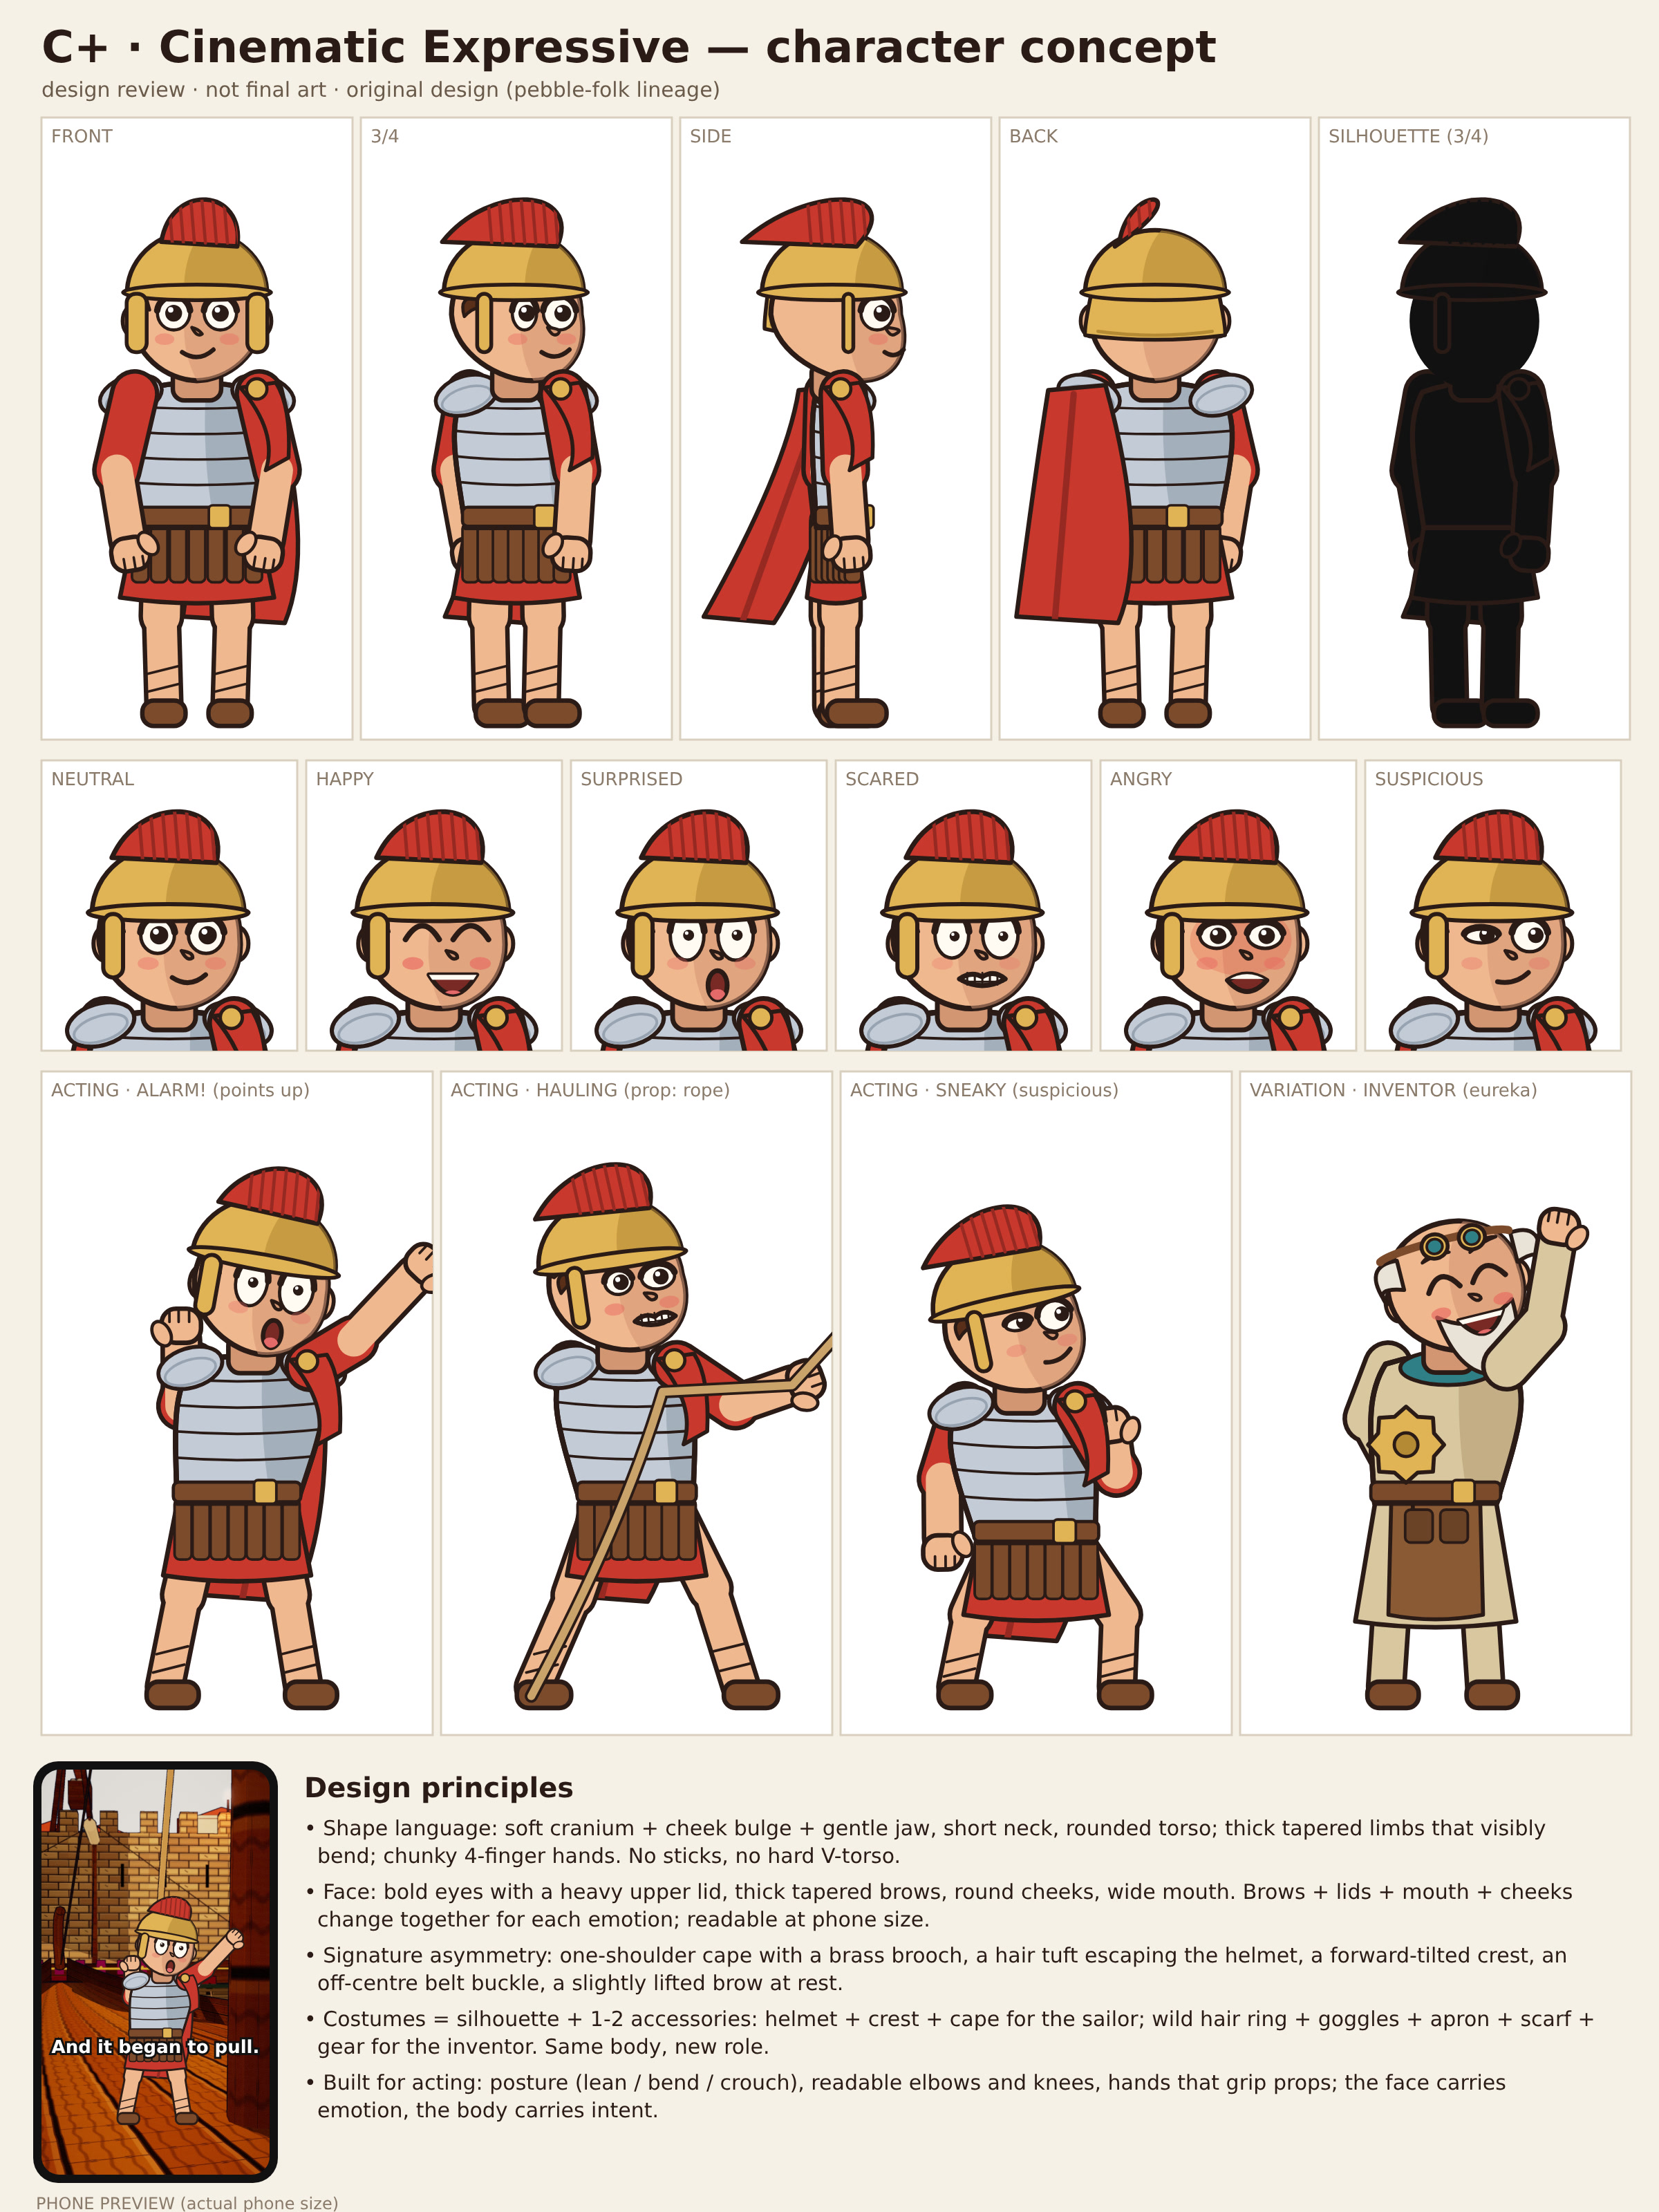 C+ · Cinematic Expressive — character concept
design review · not final art · original design (pebble-folk lineage)
FRONT
3/4
SIDE
BACK
SILHOUETTE (3/4)
NEUTRAL
HAPPY
SURPRISED
SCARED
ANGRY
SUSPICIOUS
ACTING · ALARM! (points up)
ACTING · HAULING (prop: rope)
ACTING · SNEAKY (suspicious)
VARIATION · INVENTOR (eureka)
And it began to pull.
PHONE PREVIEW (actual phone size)
Design principles
• Shape language: soft cranium + cheek bulge + gentle jaw, short neck, rounded torso; thick tapered limbs that visibly
bend; chunky 4-finger hands. No sticks, no hard V-torso.
• Face: bold eyes with a heavy upper lid, thick tapered brows, round cheeks, wide mouth. Brows + lids + mouth + cheeks
change together for each emotion; readable at phone size.
• Signature asymmetry: one-shoulder cape with a brass brooch, a hair tuft escaping the helmet, a forward-tilted crest, an
off-centre belt buckle, a slightly lifted brow at rest.
• Costumes = silhouette + 1-2 accessories: helmet + crest + cape for the sailor; wild hair ring + goggles + apron + scarf +
gear for the inventor. Same body, new role.
• Built for acting: posture (lean / bend / crouch), readable elbows and knees, hands that grip props; the face carries
emotion, the body carries intent.